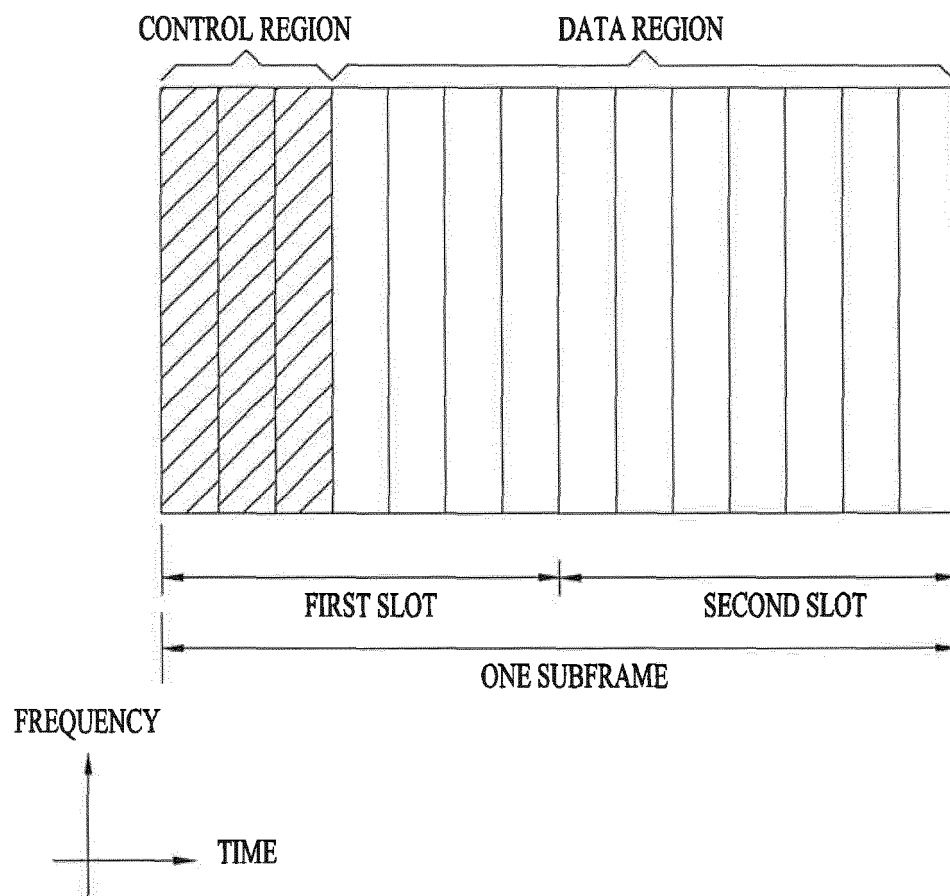 CONTROL REGION
DATA REGION
FIRST SLOT
SECOND SLOT
ONE SUBFRAME
FREQUENCY
TIME